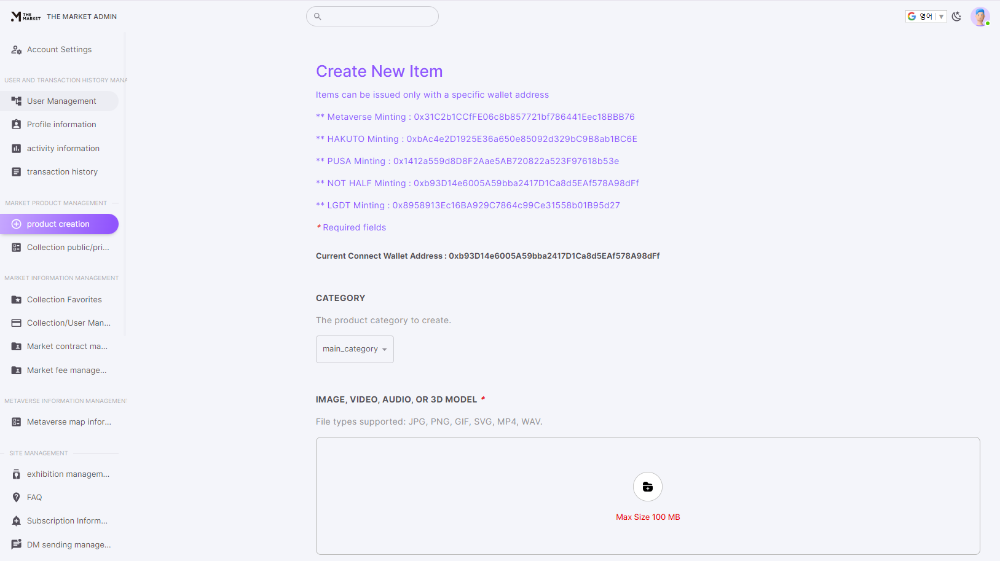 THE MARKET
THE MARKET ADMIN
영어
Account Settings
USER AND TRANSACTION HISTORY MANA
User Management
Profile information
activity information
transaction history
MARKET PRODUCT MANAGEMENT
product creation
Collection public/pri...
MARKET INFORMATION MANAGEMENT
Collection Favorites
Collection/User Man...
Market contract ma...
Market fee manage...
METAVERSE INFORMATION MANAGEMENT
Metaverse map infor...
SITE MANAGEMENT
exhibition managem...
FAQ
Subscription Inform...
DM sending manage...
Create New Item
Items can be issued only with a specific wallet address
** Metaverse Minting : 0x31C2b1CCfFE06c8b857721bf786441Eec18BBB76
** HAKUTO Minting : 0xbAc4e2D1925E36a650e85092d329bC9B8ab1BC6E
** PUSA Minting : 0x1412a559d8D8F2Aae5AB720822a523F97618b53e
** NOT HALF Minting : 0xb93D14e6005A59bba2417D1Ca8d5EAf578A98dFf
** LGDT Minting : 0x8958913Ec16BA929C7864c99Ce31558b01B95d27
* Required fields
Current Connect Wallet Address : 0xb93D14e6005A59bba2417D1Ca8d5EAf578A98dFf
CATEGORY
The product category to create.
main_category
IMAGE, VIDEO, AUDIO, OR 3D MODEL *
File types supported: JPG, PNG, GIF, SVG, MP4, WAV.
Max Size 100 MB